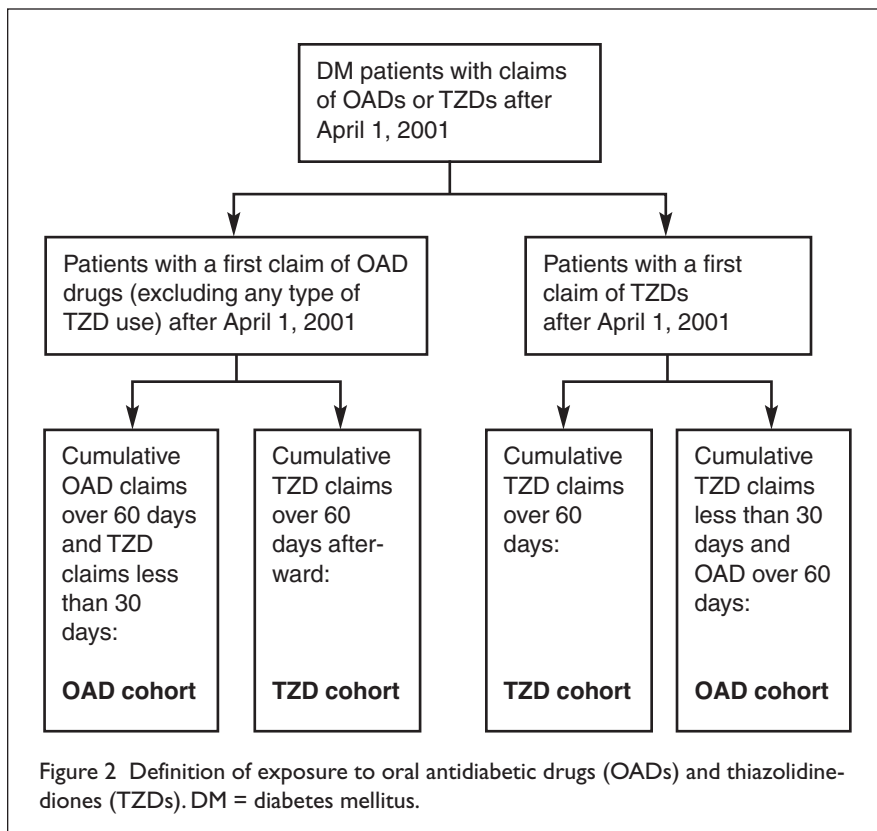 DM patients with claims
of OADs or TZDs after
April 1, 2001
Patients with a first claim of OAD
drugs (excluding any type of
TZD use) after April 1, 2001
Patients with a first
claim of TZDs
after April 1, 2001
Cumulative
OAD claims
over 60 days
and TZD
claims less
than 30
days:
OAD cohort
Cumulative
TZD claims
over 60
days after-
ward:
TZD cohort
Cumulative
TZD claims
over 60
days:
TZD cohort
Cumulative
TZD claims
less than 30
days and
OAD over 60
days:
OAD cohort
Figure 2 Definition of exposure to oral antidiabetic drugs (OADs) and thiazolidine-
diones (TZDs). DM = diabetes mellitus.